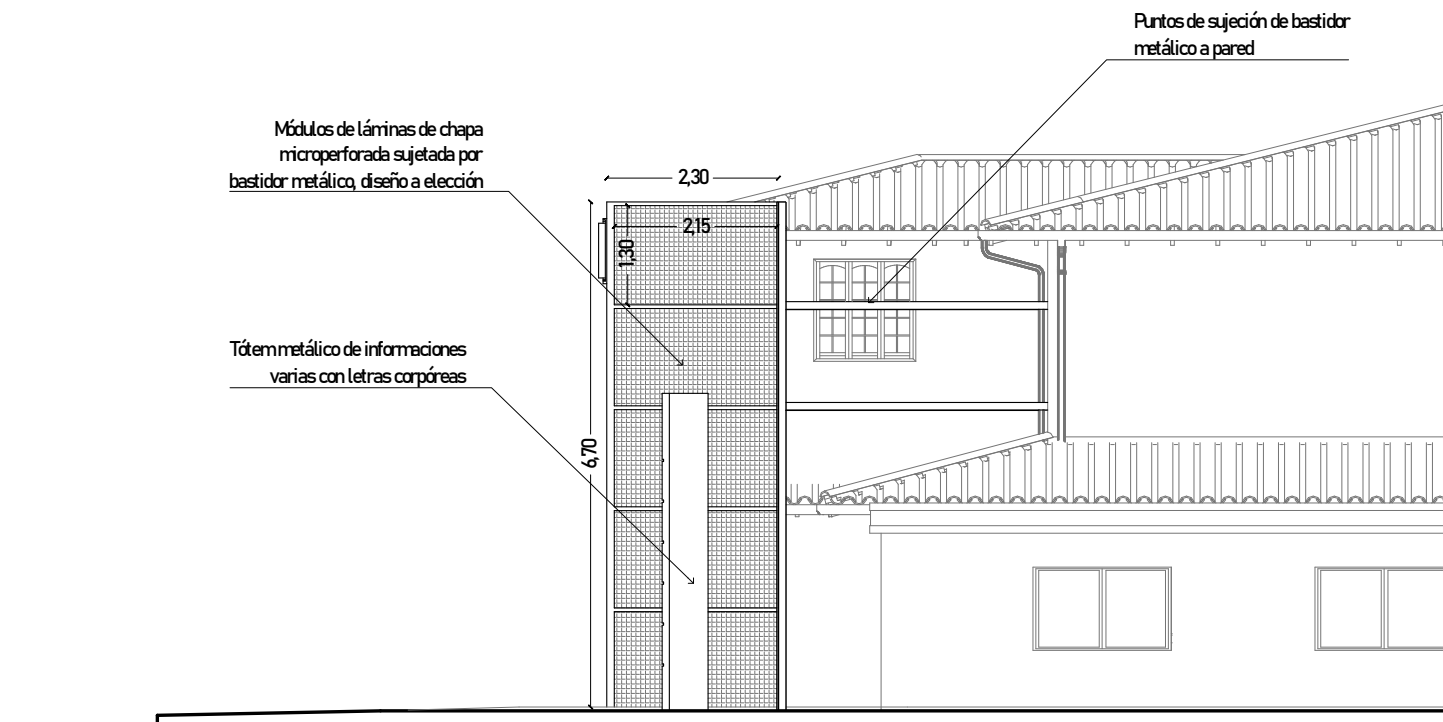 Puntos de sujeción de bastidor
metálico a pared
Módulos de láminas de chapa
microperforada sujetada por
bastidor metálico, diseño a elección
2,30
2,15
1,30
Tótem metálico de informaciones
varias con letras corpóreas
6,70